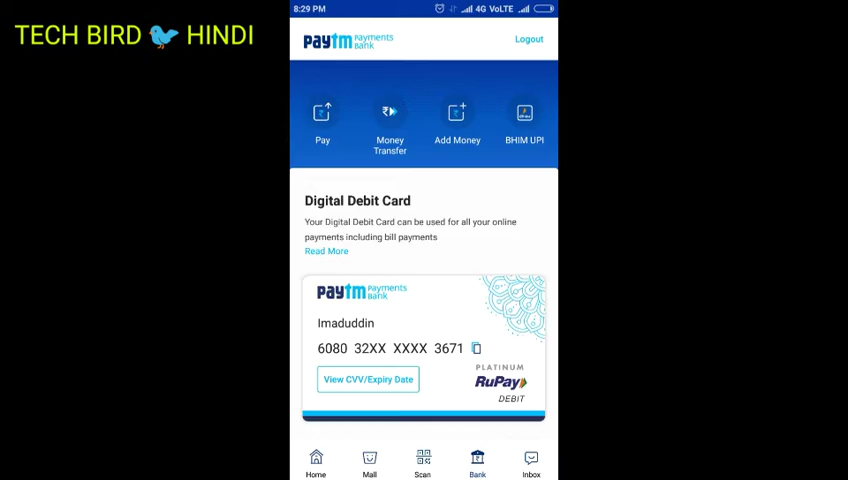 TECH BIRD 🐦 HINDI
8:29 PM 4G VoLTE
paytm Payments Bank
Logout
Pay
Money Transfer
Add Money
BHIM UPI
Digital Debit Card
Your Digital Debit Card can be used for all your online
payments including bill payments
Read More
paytm Payments Bank
Imaduddin
6080 32XX XXXX 3671
View CVV/Expiry Date
PLATINUM
RuPay
DEBIT
Home Mall Scan Bank Inbox